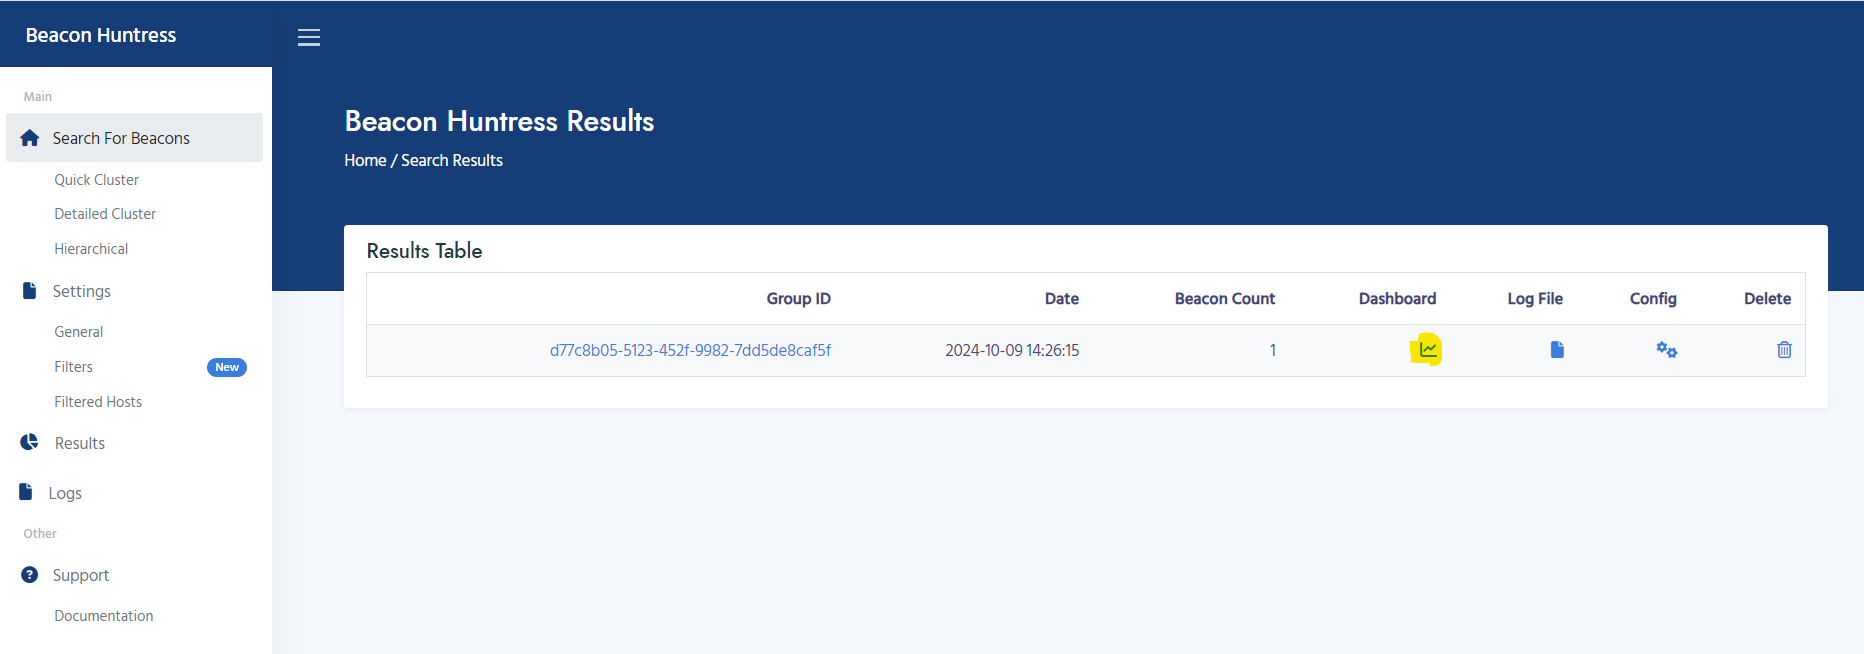 Beacon Huntress
Main
Search For Beacons
Quick Cluster
Detailed Cluster
Hierarchical
Settings
General
Filters New
Filtered Hosts
Results
Logs
Other
Support
Documentation
Beacon Huntress Results
Home / Search Results
Results Table
Group ID Date Beacon Count Dashboard Log File Config Delete
d77c8b05-5123-452f-9982-7dd5de8caf5f 2024-10-09 14:26:15 1